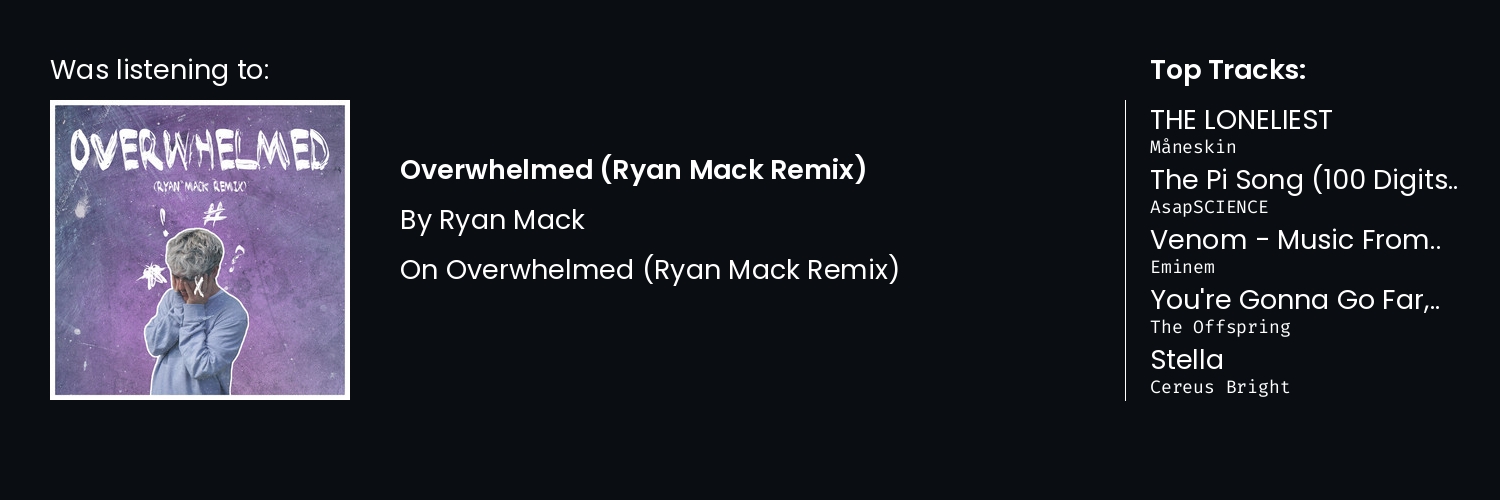 Was listening to:
OVERWHELMED
(RYAN MACK REMIX)
! # ?
X
Overwhelmed (Ryan Mack Remix)
By Ryan Mack
On Overwhelmed (Ryan Mack Remix)
Top Tracks:
THE LONELIEST
Måneskin
The Pi Song (100 Digits..
AsapSCIENCE
Venom - Music From..
Eminem
You're Gonna Go Far,..
The Offspring
Stella
Cereus Bright